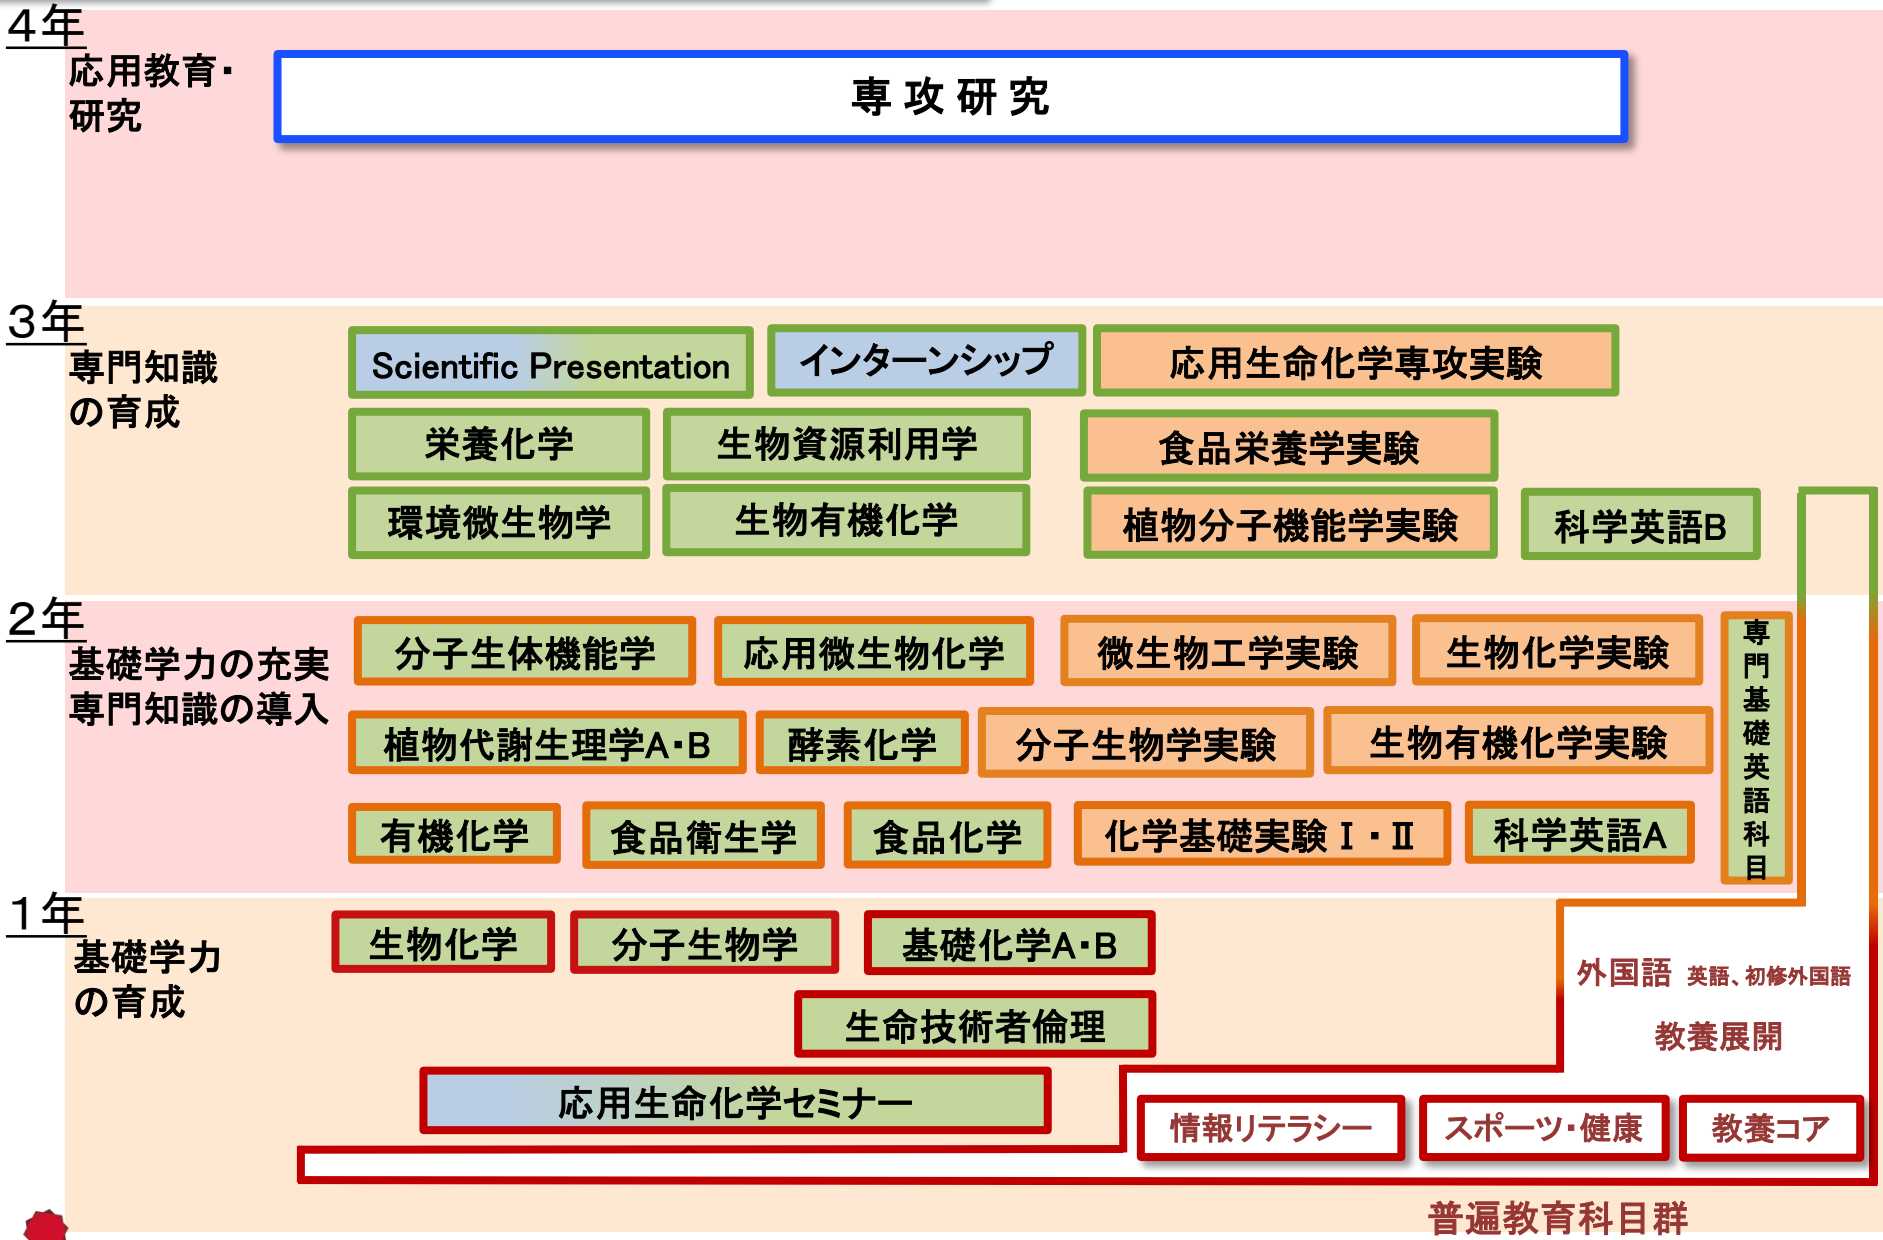 4年
応用教育・
研究
専攻研究
3年
専門知識
の育成
Scientific Presentation
インターンシップ
応用生命化学専攻実験
栄養化学
生物資源利用学
食品栄養学実験
環境微生物学
生物有機化学
植物分子機能学実験
科学英語B
2年
基礎学力の充実
専門知識の導入
分子生体機能学
応用微生物化学
微生物工学実験
生物化学実験
専門基礎英語科目
植物代謝生理学A・B
酵素化学
分子生物学実験
生物有機化学実験
有機化学
食品衛生学
食品化学
化学基礎実験Ⅰ・Ⅱ
科学英語A
1年
基礎学力
の育成
生物化学
分子生物学
基礎化学A・B
外国語 英語、初修外国語
生命技術者倫理
教養展開
応用生命化学セミナー
情報リテラシー
スポーツ・健康
教養コア
普遍教育科目群